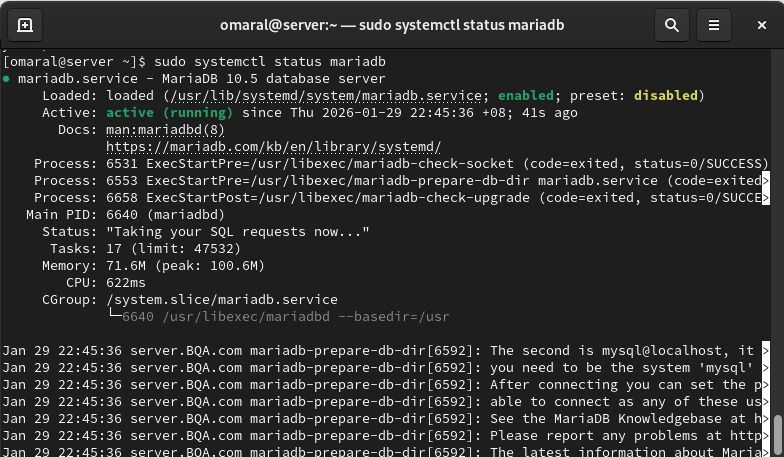 omaral@server:~ — sudo systemctl status mariadb
[omaral@server ~]$ sudo systemctl status mariadb
● mariadb.service - MariaDB 10.5 database server
Loaded: loaded (/usr/lib/systemd/system/mariadb.service; enabled; preset: disabled)
Active: active (running) since Thu 2026-01-29 22:45:36 +08; 41s ago
Docs: man:mariadbd(8)
https://mariadb.com/kb/en/library/systemd/
Process: 6531 ExecStartPre=/usr/libexec/mariadb-check-socket (code=exited, status=0/SUCCESS)
Process: 6553 ExecStartPre=/usr/libexec/mariadb-prepare-db-dir mariadb.service (code=exited>
Process: 6658 ExecStartPost=/usr/libexec/mariadb-check-upgrade (code=exited, status=0/SUCCE>
Main PID: 6640 (mariadbd)
Status: "Taking your SQL requests now..."
Tasks: 17 (limit: 47532)
Memory: 71.6M (peak: 100.6M)
CPU: 622ms
CGroup: /system.slice/mariadb.service
└─6640 /usr/libexec/mariadbd --basedir=/usr
Jan 29 22:45:36 server.BQA.com mariadb-prepare-db-dir[6592]: The second is mysql@localhost, it >
Jan 29 22:45:36 server.BQA.com mariadb-prepare-db-dir[6592]: you need to be the system 'mysql' >
Jan 29 22:45:36 server.BQA.com mariadb-prepare-db-dir[6592]: After connecting you can set the p>
Jan 29 22:45:36 server.BQA.com mariadb-prepare-db-dir[6592]: able to connect as any of these us>
Jan 29 22:45:36 server.BQA.com mariadb-prepare-db-dir[6592]: See the MariaDB Knowledgebase at h>
Jan 29 22:45:36 server.BQA.com mariadb-prepare-db-dir[6592]: Please report any problems at http>
Jan 29 22:45:36 server.BQA.com mariadb-prepare-db-dir[6592]: The latest information about Maria>